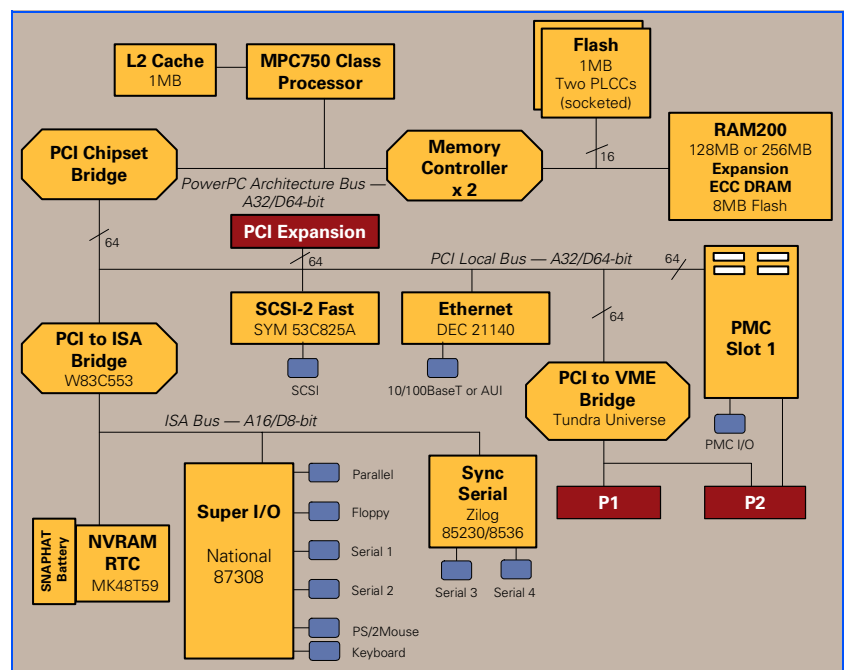 L2 Cache
1MB
MPC750 Class
Processor
Flash
1MB
Two PLCCs
(socketed)
PCI Chipset
Bridge
Memory
Controller
x 2
16
RAM200
128MB or 256MB
Expansion
ECC DRAM
8MB Flash
PowerPC Architecture Bus —
A32/D64-bit
64
PCI Expansion
64
PCI Local Bus — A32/D64-bit
64
SCSI-2 Fast
SYM 53C825A
Ethernet
DEC 21140
64
PMC
Slot 1
PCI to ISA
Bridge
W83C553
SCSI
10/100BaseT or AUI
PCI to VME
Bridge
Tundra Universe
PMC I/O
ISA Bus — A16/D8-bit
Super I/O
National
87308
Parallel
Floppy
Serial 1
Serial 2
PS/2Mouse
Keyboard
Sync
Serial
Zilog
85230/8536
Serial 3
Serial 4
P1
P2
SNAPHAT
Battery
NVRAM
RTC
MK48T59